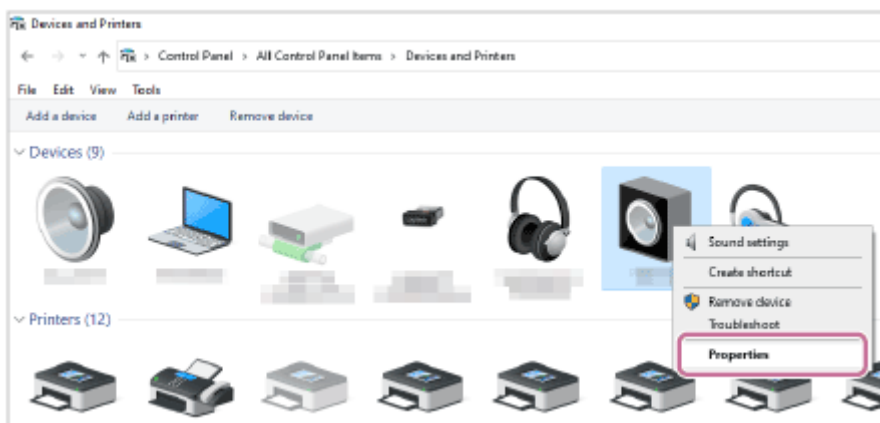 Devices and Printers
Control Panel > All Control Panel Items > Devices and Printers
File Edit View Tools
Add a device Add a printer Remove device
Devices (9)
Sound settings
Create shortcut
Remove device
Troubleshoot
Properties
Printers (12)